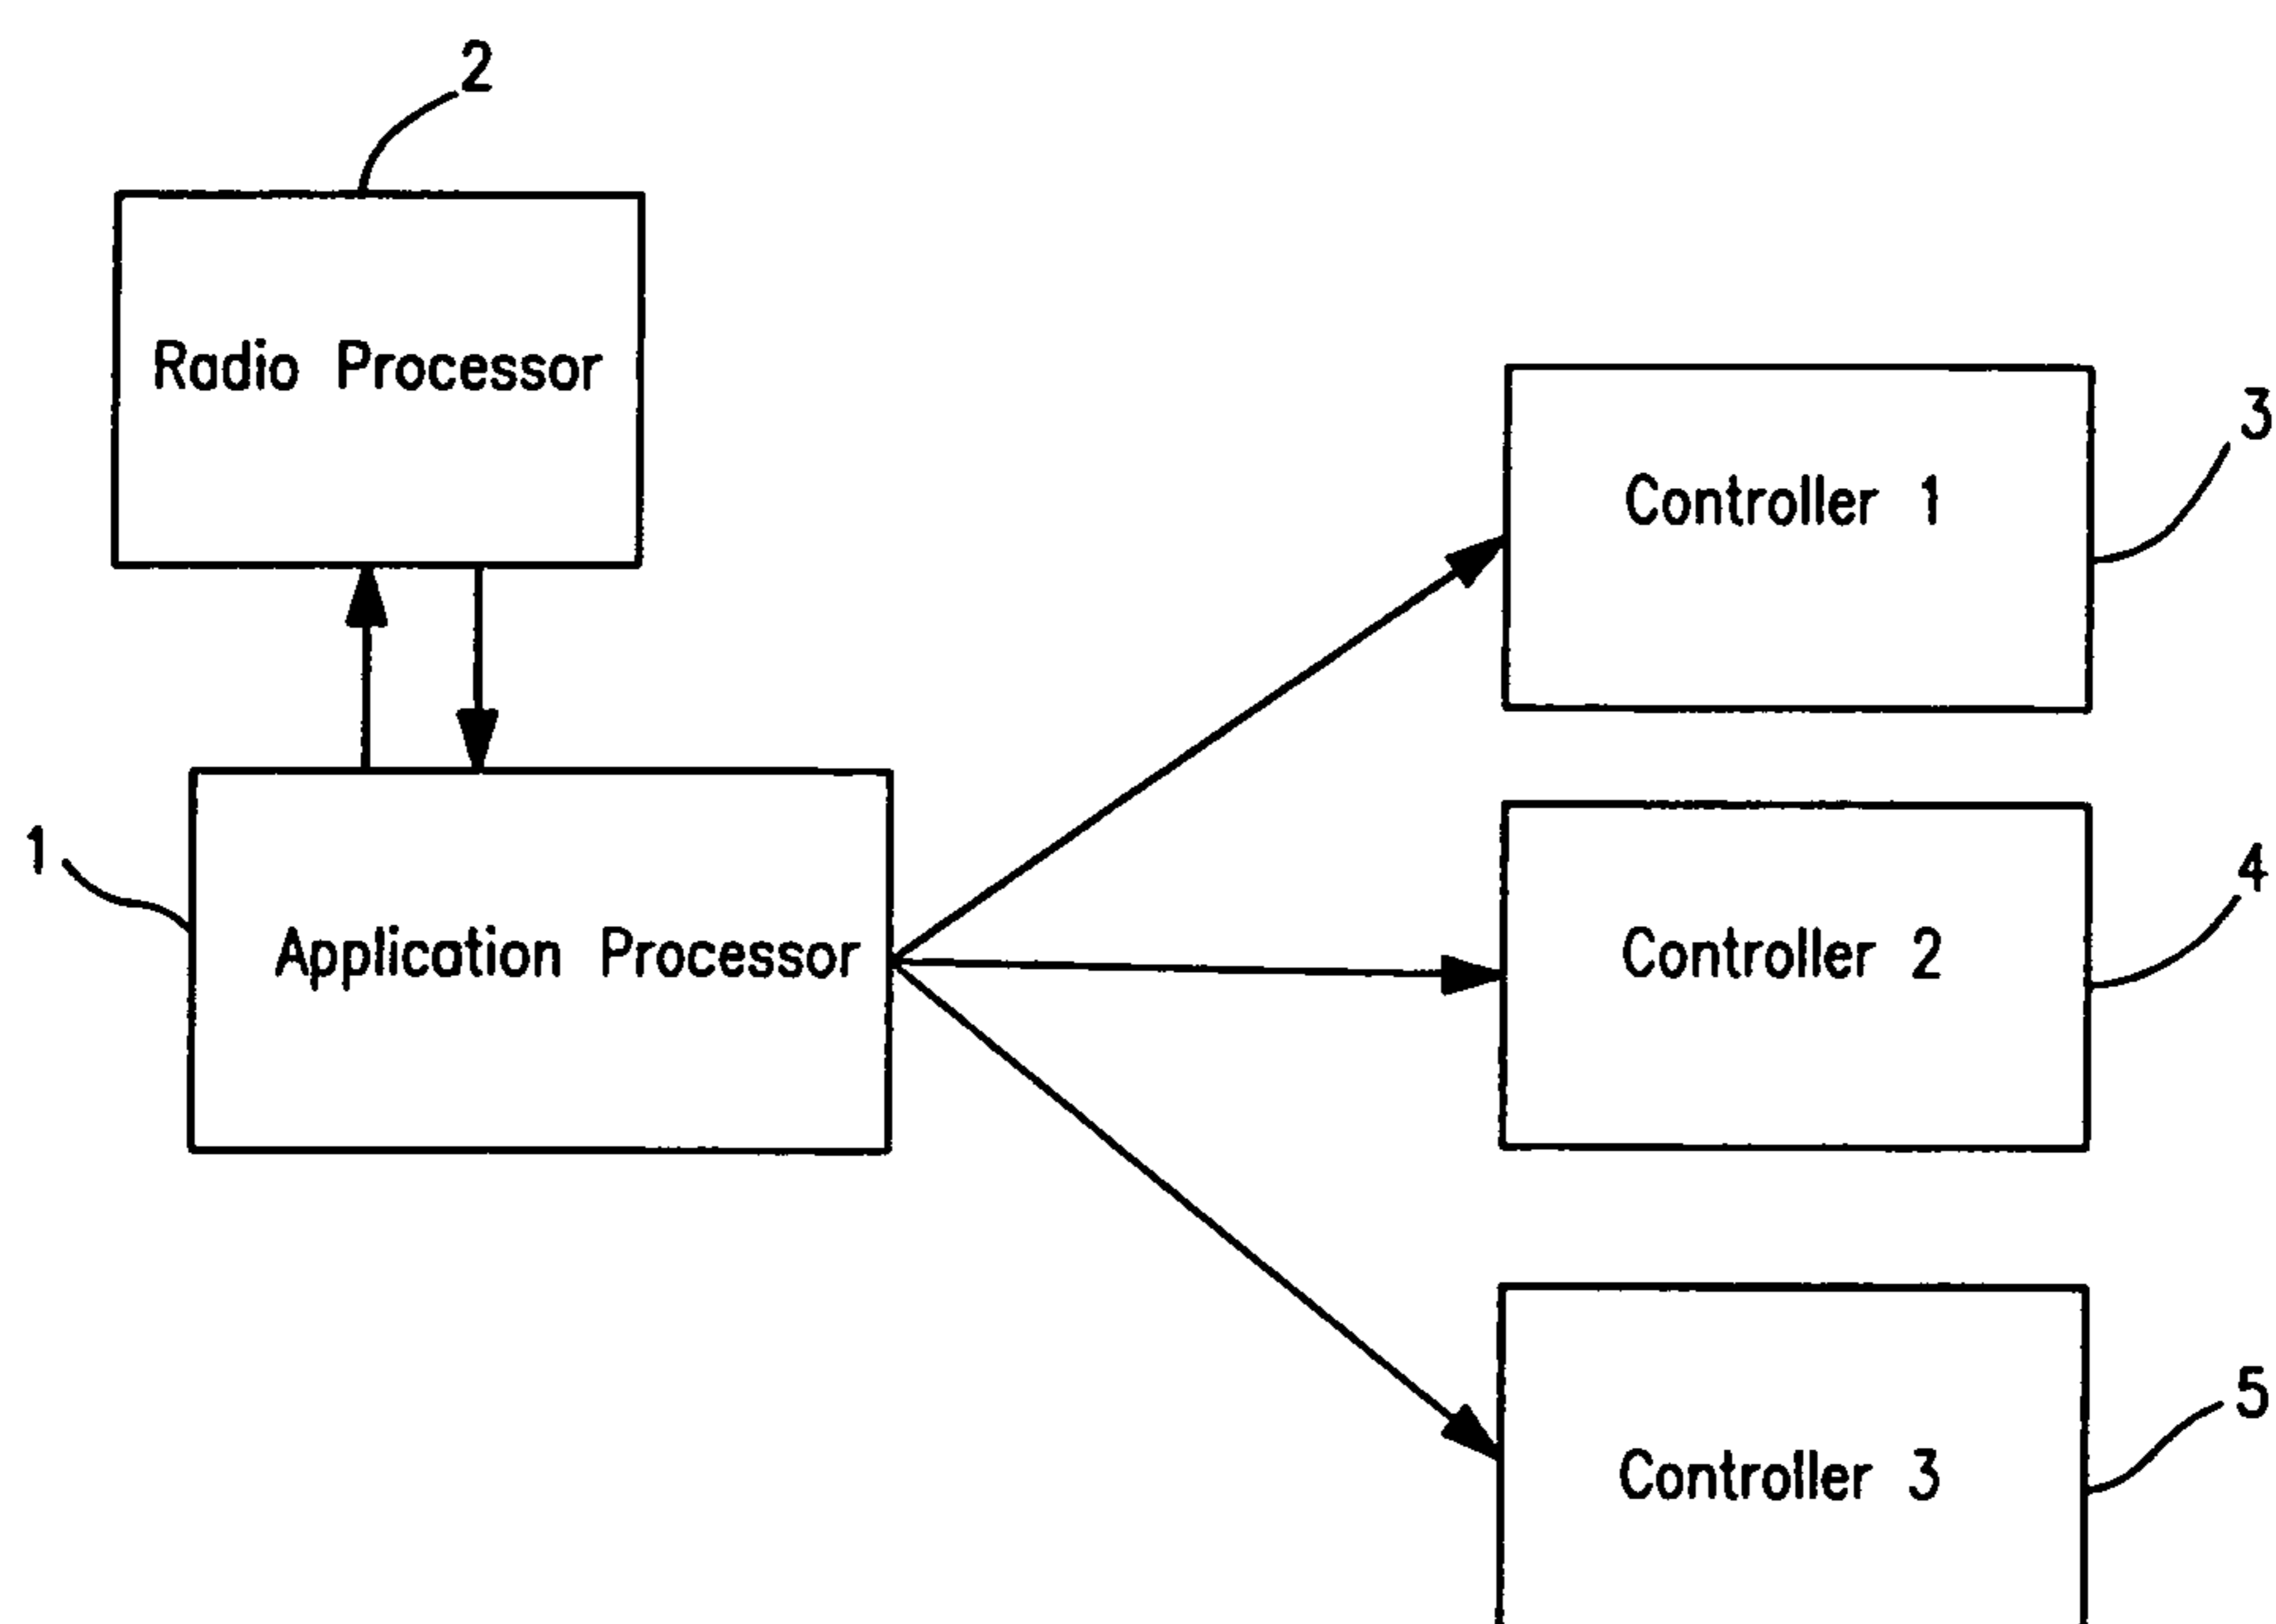 2
Radio Processor
3
Controller 1
1
4
Application Processor
Controller 2
5
Controller 3